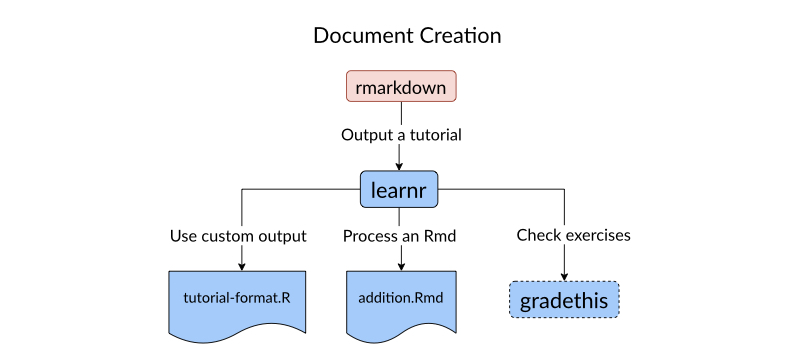 Document Creation
rmarkdown
Output a tutorial
learnr
Use custom output
Process an Rmd
Check exercises
tutorial-format.R
addition.Rmd
gradethis